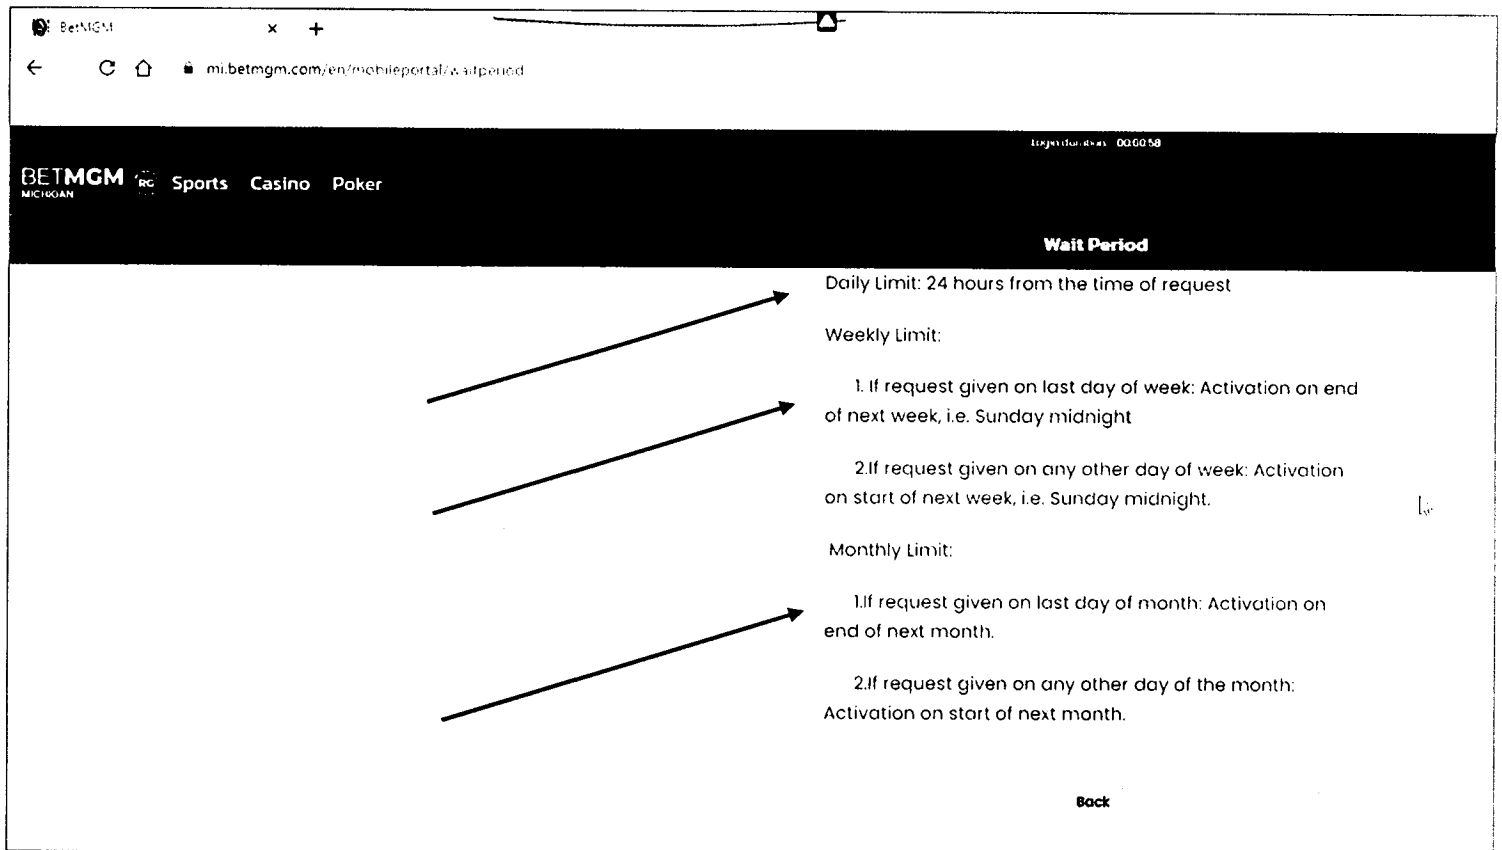 BetMGM
mi.betmgm.com/en/mobileportal/waitperiod
Login duration 00:00:58
BETMGM RG Sports Casino Poker
MICHIGAN
Wait Period
Daily Limit: 24 hours from the time of request
Weekly Limit:
1. If request given on last day of week: Activation on end
of next week, i.e. Sunday midnight
2.If request given on any other day of week: Activation
on start of next week, i.e. Sunday midnight.
Monthly Limit:
1.If request given on last day of month: Activation on
end of next month.
2.If request given on any other day of the month:
Activation on start of next month.
Back